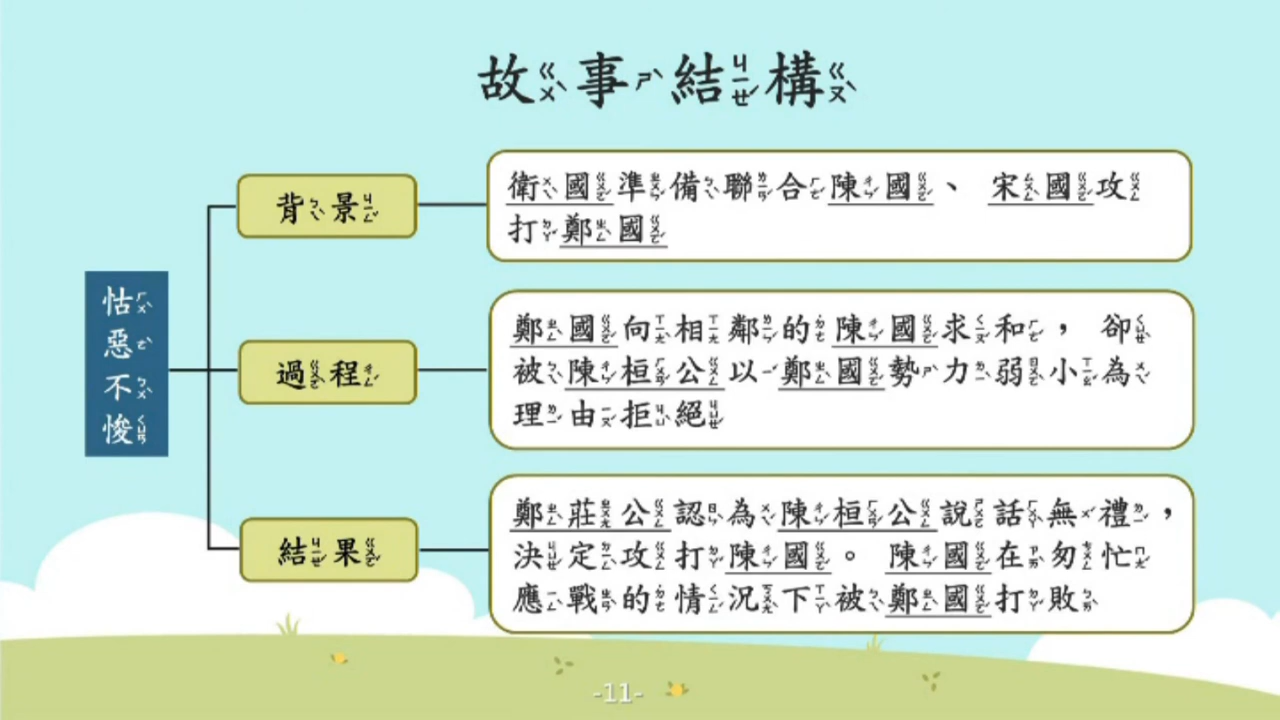 故事結構
怙惡不悛
背景
衛國準備聯合陳國、宋國攻
打鄭國
過程
鄭國向相鄰的陳國求和，卻
被陳桓公以鄭國勢力弱小為
理由拒絕
結果
鄭莊公認為陳桓公說話無禮，
決定攻打陳國。陳國在匆忙
應戰的情況下被鄭國打敗
-11-